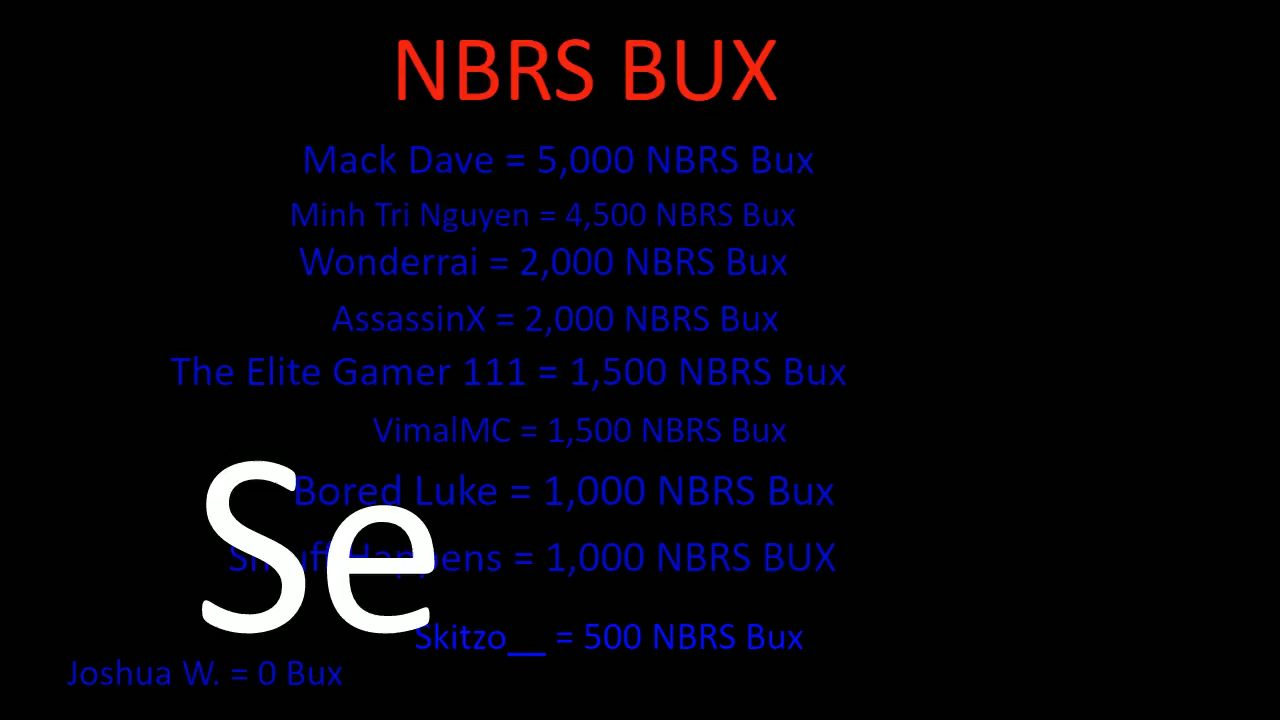 NBRS BUX
Mack Dave = 5,000 NBRS Bux
Minh Tri Nguyen = 4,500 NBRS Bux
Wonderrai = 2,000 NBRS Bux
AssassinX = 2,000 NBRS Bux
The Elite Gamer 111 = 1,500 NBRS Bux
VimalMC = 1,500 NBRS Bux
Bored Luke = 1,000 NBRS Bux
Happens = 1,000 NBRS BUX
Se
Skitzo__ = 500 NBRS Bux
Joshua W. = 0 Bux